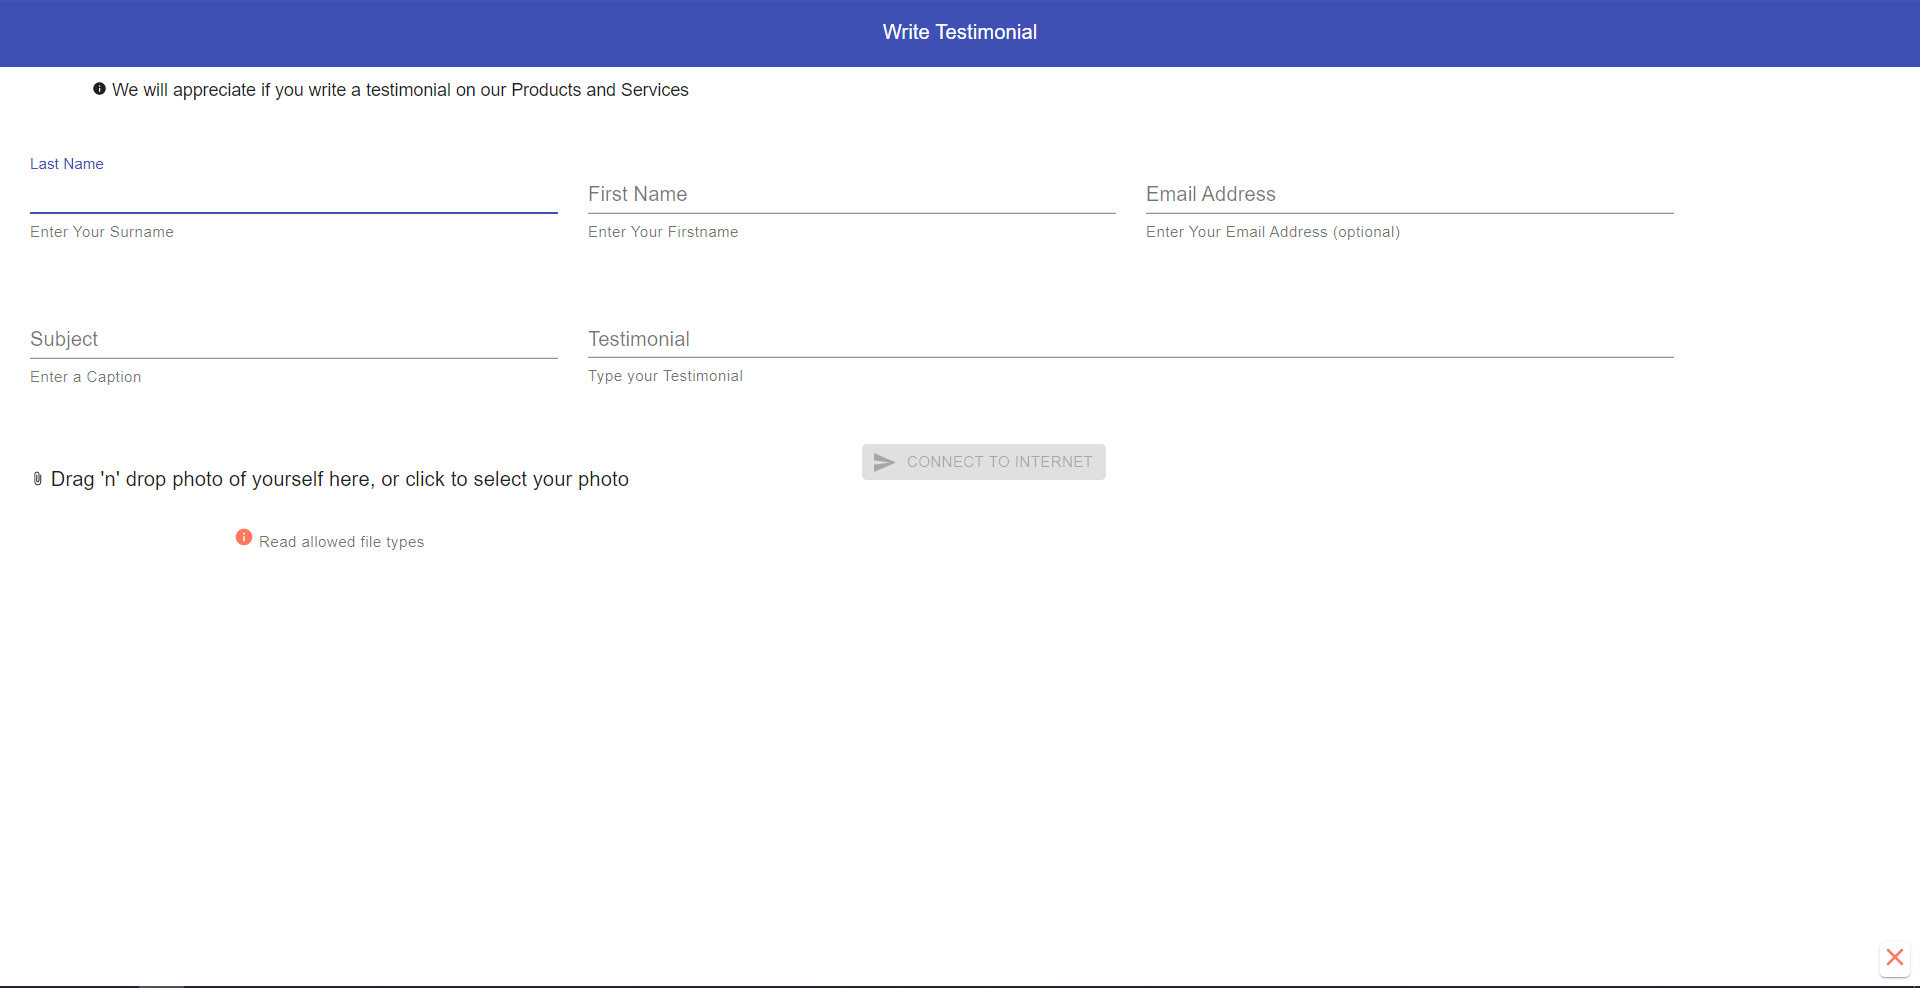 Write Testimonial
We will appreciate if you write a testimonial on our Products and Services
Last Name
First Name
Email Address
Enter Your Surname
Enter Your Firstname
Enter Your Email Address (optional)
Subject
Testimonial
Enter a Caption
Type your Testimonial
CONNECT TO INTERNET
Drag 'n' drop photo of yourself here, or click to select your photo
Read allowed file types